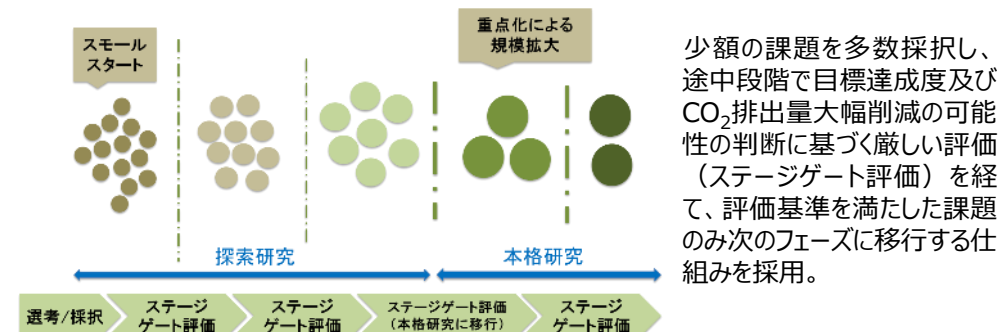 スモール
スタート
重点化による
規模拡大
少額の課題を多数採択し、
途中段階で目標達成度及び
CO₂排出量大幅削減の可能
性の判断に基づく厳しい評価
（ステージゲート評価）を経
て、評価基準を満たした課題
のみ次のフェーズに移行する仕
組みを採用。
探索研究
本格研究
選考/採択
ステージ
ゲート評価
ステージ
ゲート評価
ステージゲート評価
（本格研究に移行）
ステージ
ゲート評価